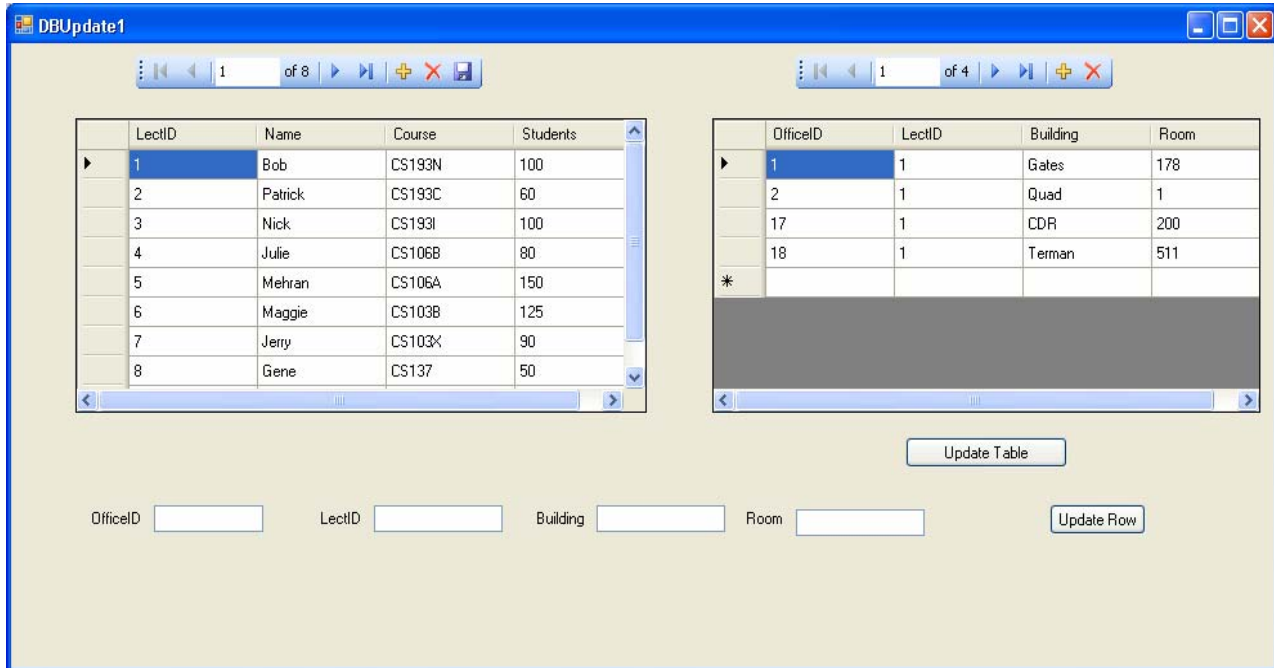 DBUpdate1
1 of 8
1 of 4
LectID Name Course Students
1 Bob CS193N 100
2 Patrick CS193C 60
3 Nick CS193I 100
4 Julie CS106B 80
5 Mehran CS106A 150
6 Maggie CS103B 125
7 Jerry CS103X 90
8 Gene CS137 50
OfficeID LectID Building Room
1 1 Gates 178
2 1 Quad 1
17 1 CDR 200
18 1 Terman 511
Update Table
OfficeID LectID Building Room Update Row